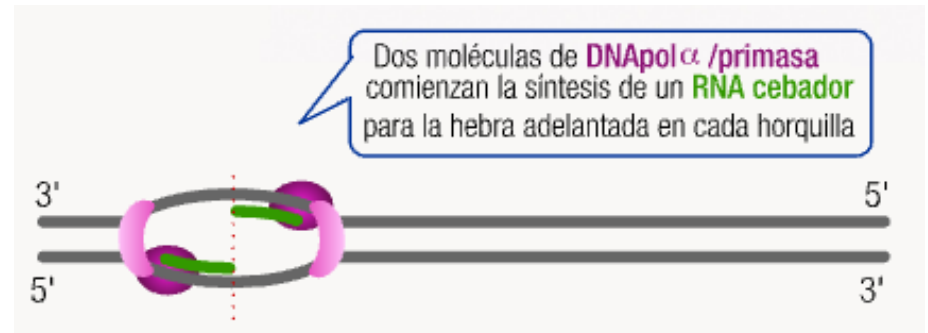 Dos moléculas de DNApol α /primasa
comienzan la síntesis de un RNA cebador
para la hebra adelantada en cada horquilla
3' 5'
5' 3'